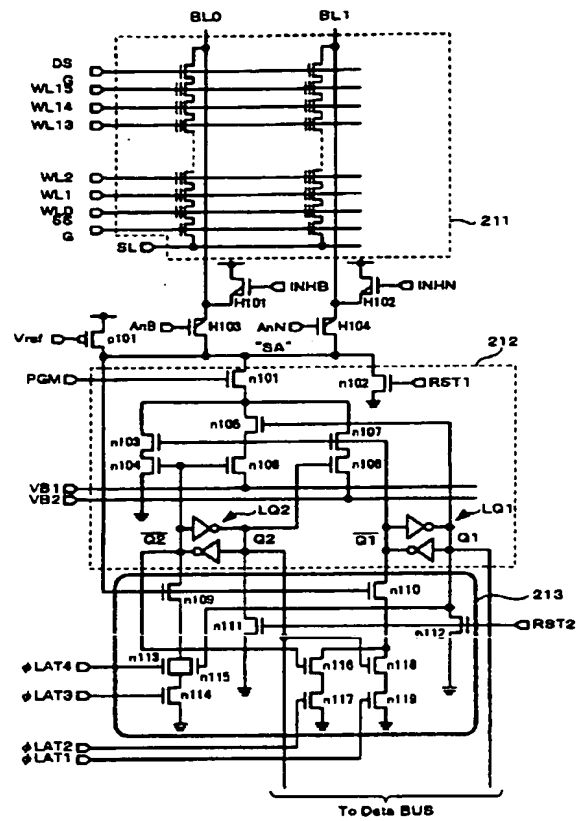 BL0 BL1
DS
G
WL15
WL14
WL13
WL2
WL1
WL0
SS
G
SL
211
INHB INHN
H101 H102
AnB H103 AnN H104
Vref p101
"SA"
212
PGM n101 n102 RST1
n105
n103 n107
n104 n108 n106
VB1
VB2
LQ2 LQ1
Q2 Q2 Q1 Q1
213
n109 n110
n111 n112 RST2
φLAT4 n113 n115 n116 n118
φLAT3 n114 n117 n119
φLAT2
φLAT1
To Data BUS